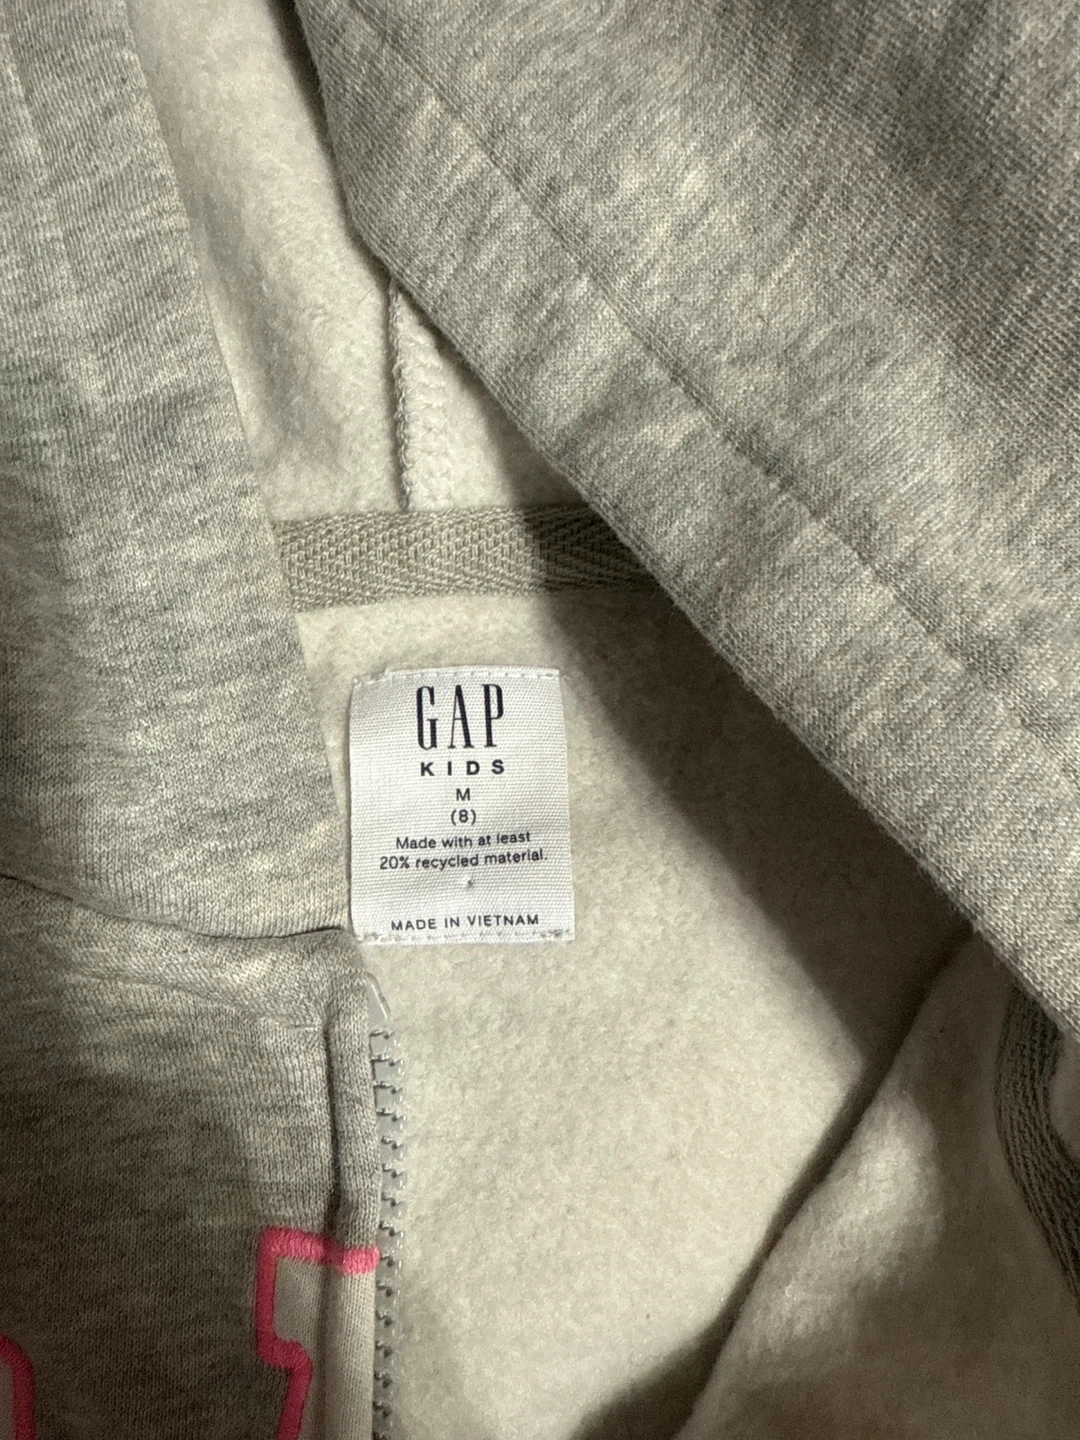 GAP
KIDS
M
(8)
Made with at least
20% recycled material.
MADE IN VIETNAM